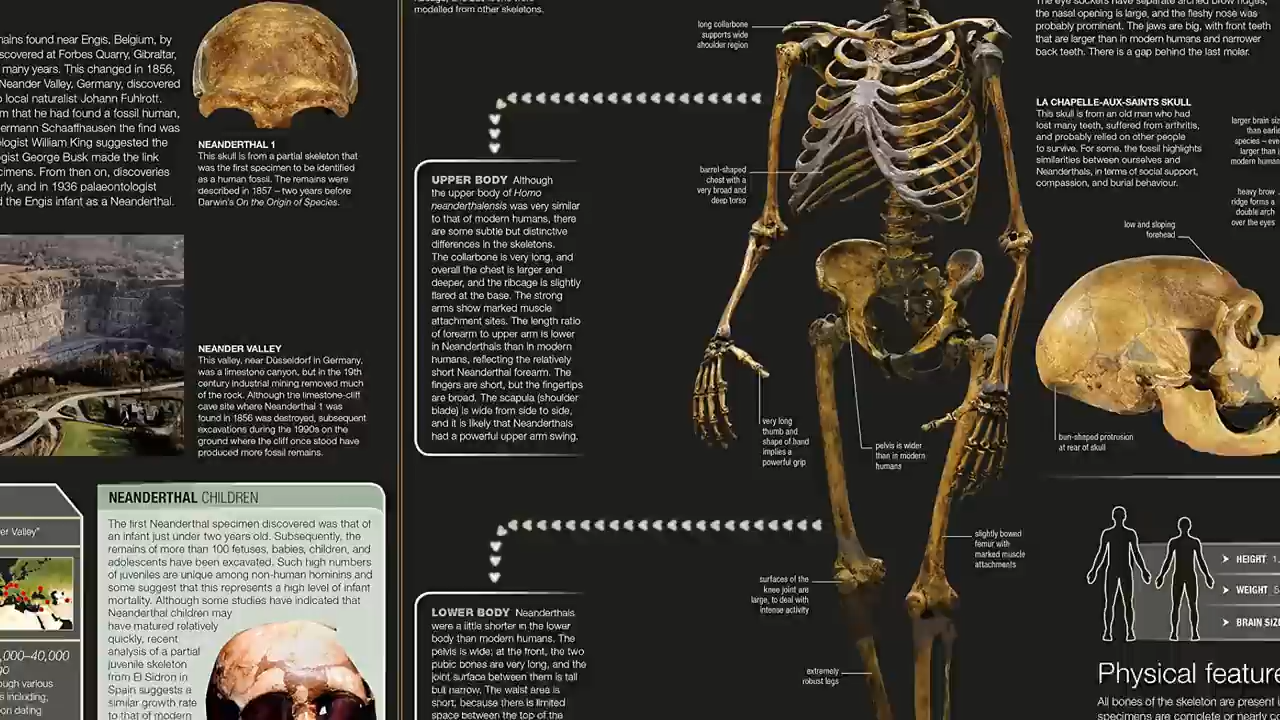 modelled from other skeletons.
mains found near Engis, Belgium, by
scovered at Forbes Quarry, Gibraltar,
many years. This changed in 1856,
Neander Valley, Germany, discovered
local naturalist Johann Fuhlrott.
m that he had found a fossil human,
ermann Schaaffhausen the find was
ologist William King suggested the
gist George Busk made the link
cimens. From then on, discoveries
rly, and in 1936 palaeontologist
d the Engis infant as a Neanderthal.
NEANDERTHAL 1
This skull is from a partial skeleton that
was the first specimen to be identified
as a human fossil. The remains were
described in 1857 – two years before
Darwin's On the Origin of Species.
NEANDER VALLEY
This valley, near Düsseldorf in Germany,
was a limestone canyon, but in the 19th
century industrial mining removed much
of the rock. Although the limestone-cliff
cave site where Neanderthal 1 was
found in 1856 was destroyed, subsequent
excavations during the 1990s on the
ground where the cliff once stood have
produced more fossil remains.
er Valley"
,000–40,000
go
ough various
s including,
on dating
NEANDERTHAL CHILDREN
The first Neanderthal specimen discovered was that of
an infant just under two years old. Subsequently, the
remains of more than 100 fetuses, babies, children, and
adolescents have been excavated. Such high numbers
of juveniles are unique among non-human hominins and
some suggest that this represents a high level of infant
mortality. Although some studies have indicated that
Neanderthal children may
have matured relatively
quickly, recent
analysis of a partial
juvenile skeleton
from El Sidron in
Spain suggests a
similar growth rate
to that of modern
UPPER BODY Although
the upper body of Homo
neanderthalensis was very similar
to that of modern humans, there
are some subtle but distinctive
differences in the skeletons.
The collarbone is very long, and
overall the chest is larger and
deeper, and the ribcage is slightly
flared at the base. The strong
arms show marked muscle
attachment sites. The length ratio
of forearm to upper arm is lower
in Neanderthals than in modern
humans, reflecting the relatively
short Neanderthal forearm. The
fingers are short, but the fingertips
are broad. The scapula (shoulder
blade) is wide from side to side,
and it is likely that Neanderthals
had a powerful upper arm swing.
LOWER BODY Neanderthals
were a little shorter in the lower
body than modern humans. The
pelvis is wide; at the front, the two
pubic bones are very long, and the
joint surface between them is tall
but narrow. The waist area is
short, because there is limited
space between the top of the
long collarbone
supports wide
shoulder region
barrel-shaped
chest with a
very broad and
deep torso
very long
thumb and
shape of hand
implies a
powerful grip
pelvis is wider
than in modern
humans
slightly bowed
femur with
marked muscle
attachments
surfaces of the
knee joint are
large, to deal with
intense activity
extremely
robust legs
The eye sockets have separate arched brow ridges,
the nasal opening is large, and the fleshy nose was
probably prominent. The jaws are big, with front teeth
that are larger than in modern humans and narrower
back teeth. There is a gap behind the last molar.
LA CHAPELLE-AUX-SAINTS SKULL
This skull is from an old man who had
lost many teeth, suffered from arthritis,
and probably relied on other people
to survive. For some, the fossil highlights
similarities between ourselves and
Neanderthals, in terms of social support,
compassion, and burial behaviour.
larger brain siz
than earlie
species – eve
larger than i
modern human
heavy brow
ridge forms a
double arch
over the eyes
low and sloping
forehead
bun-shaped protrusion
at rear of skull
HEIGHT
WEIGHT
BRAIN SIZE
Physical feature
All bones of the skeleton are present i
specimens are complete or nearly c